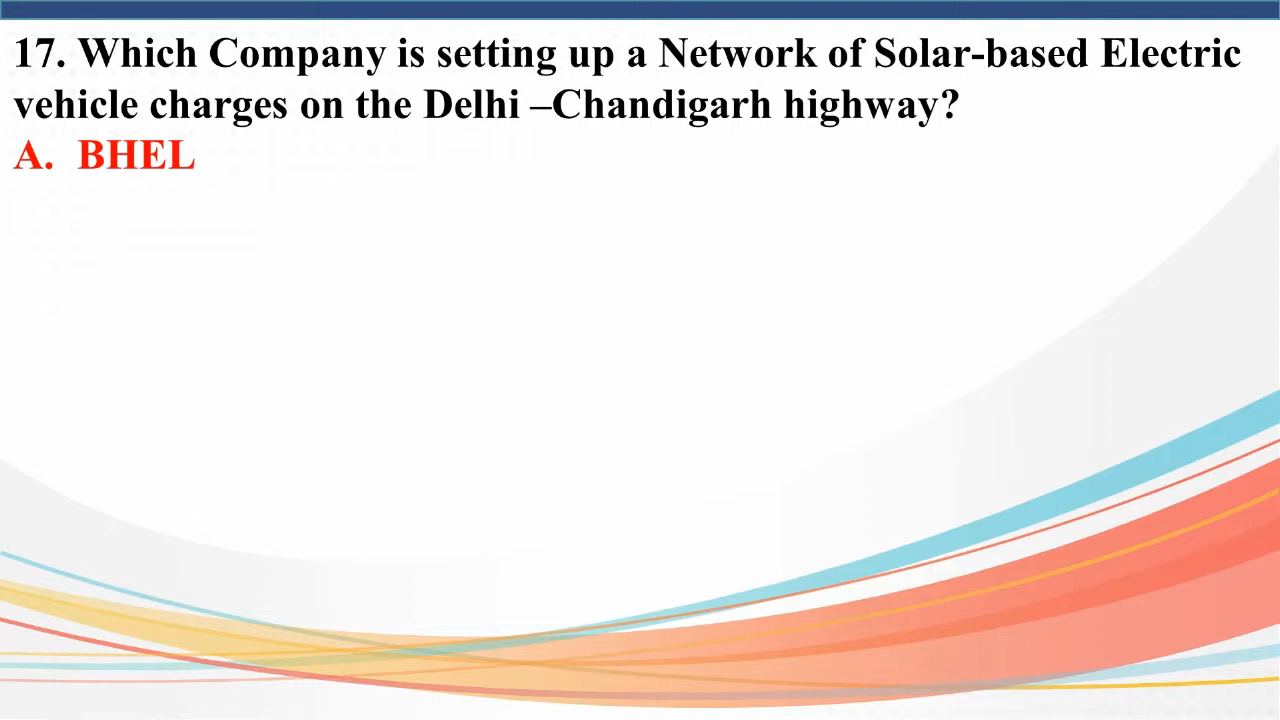 17. Which Company is setting up a Network of Solar-based Electric
vehicle charges on the Delhi –Chandigarh highway?
A. BHEL